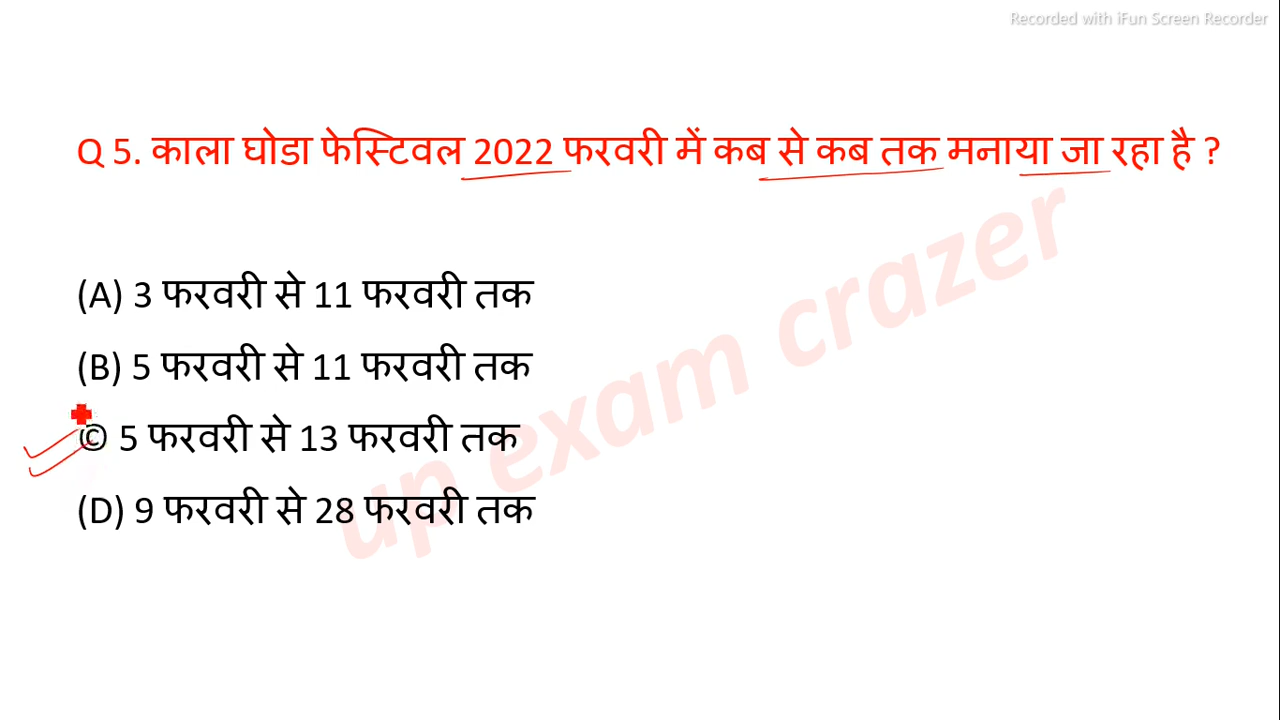 Recorded with iFun Screen Recorder
Q 5. काला घोडा फेस्टिवल 2022 फरवरी में कब से कब तक मनाया जा रहा है ?
(A) 3 फरवरी से 11 फरवरी तक
(B) 5 फरवरी से 11 फरवरी तक
© 5 फरवरी से 13 फरवरी तक
(D) 9 फरवरी से 28 फरवरी तक
up exam crazer